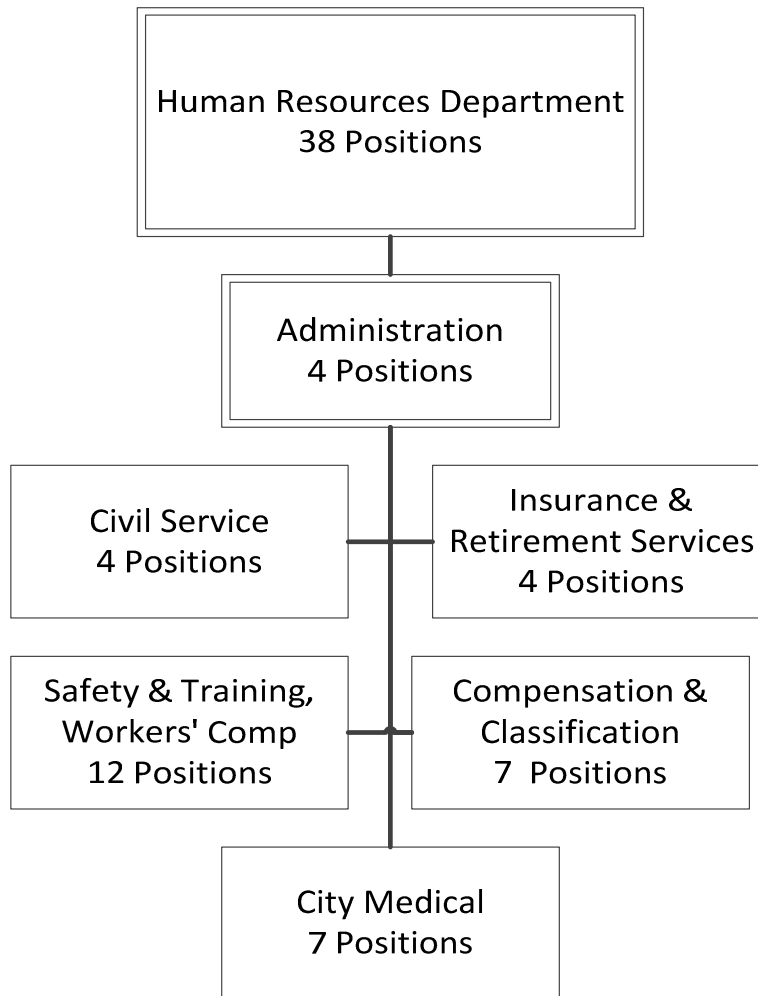 Human Resources Department
38 Positions
Administration
4 Positions
Civil Service
4 Positions
Insurance &
Retirement Services
4 Positions
Safety & Training,
Workers' Comp
12 Positions
Compensation &
Classification
7  Positions
City Medical
7 Positions